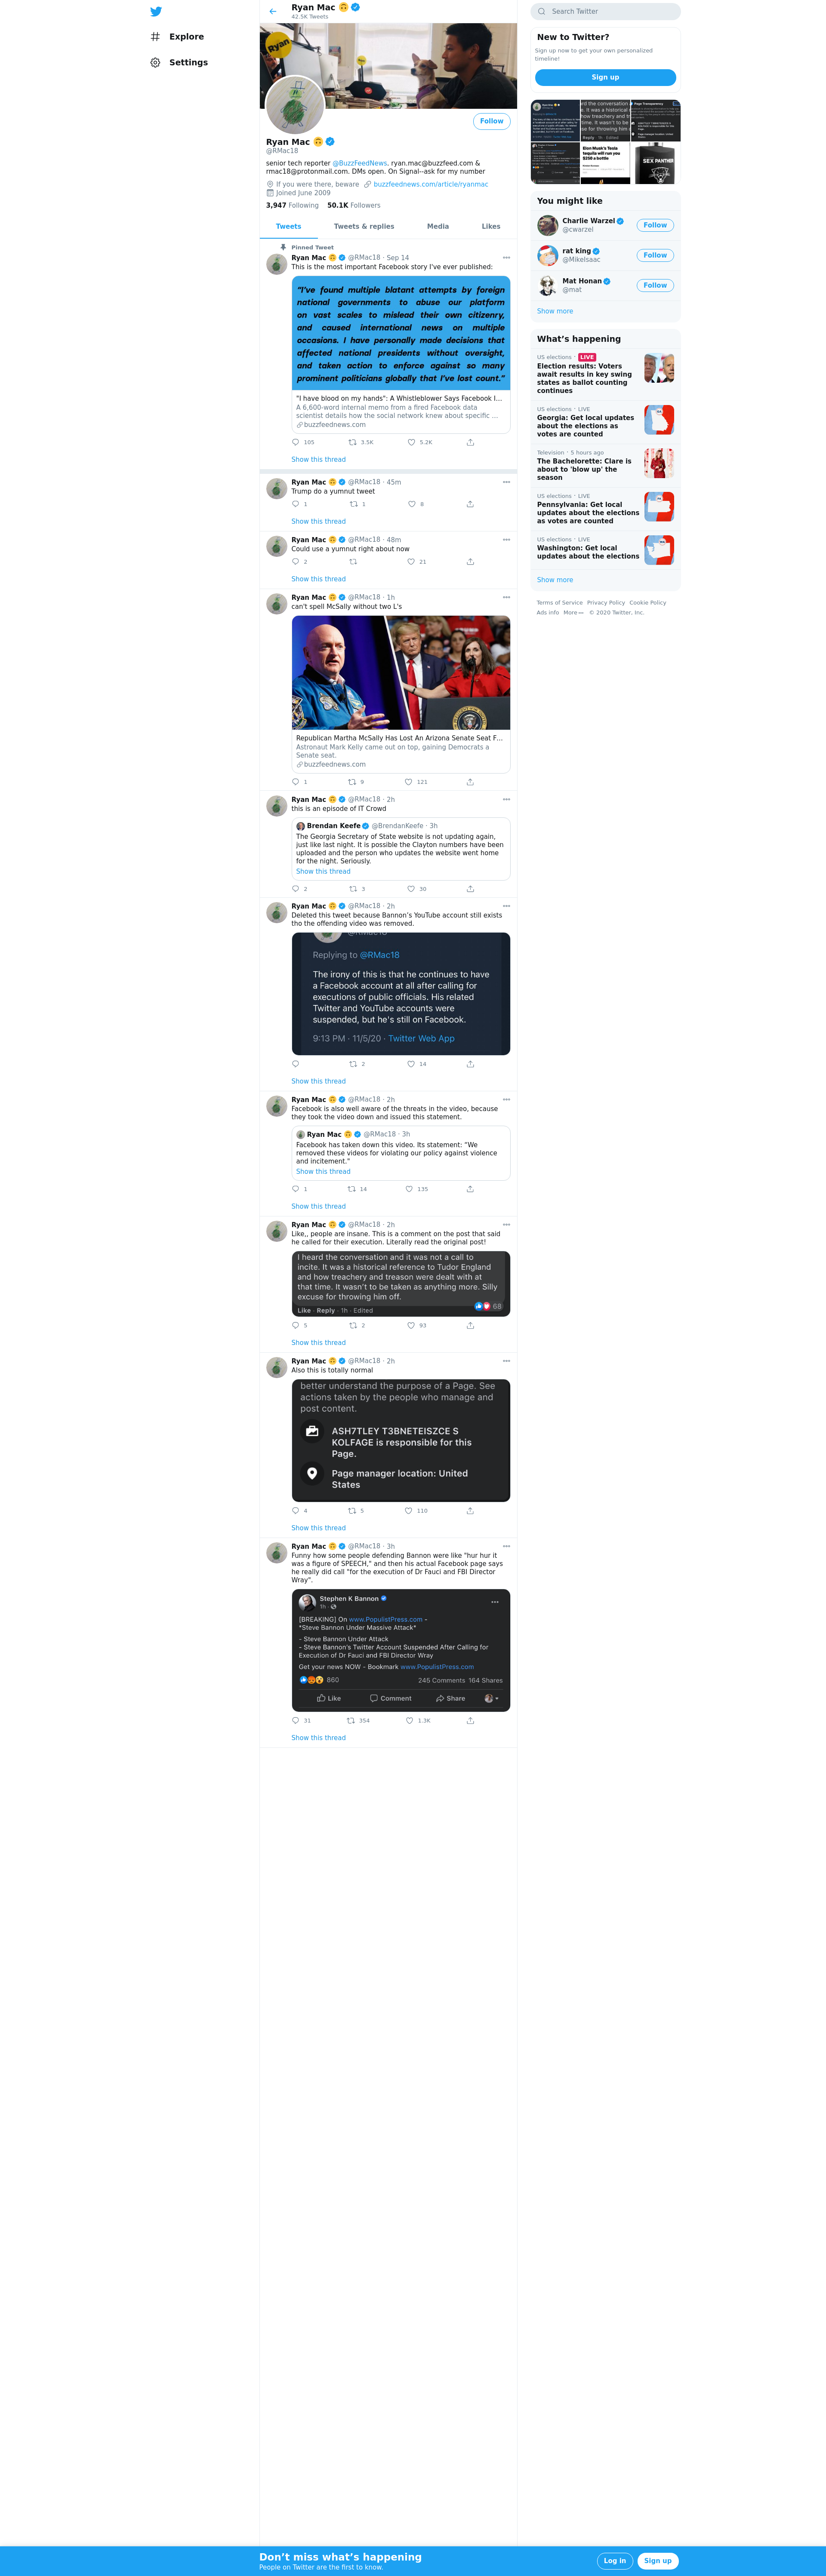 Explore
Settings
Ryan Mac 🙃
42.5K Tweets
Ryan
Follow
Ryan Mac 🙃
@RMac18
senior tech reporter @BuzzFeedNews. ryan.mac@buzzfeed.com &
rmac18@protonmail.com. DMs open. On Signal--ask for my number
If you were there, beware buzzfeednews.com/article/ryanmac
Joined June 2009
3,947 Following 50.1K Followers
Tweets Tweets & replies Media Likes
Pinned Tweet
Ryan Mac 🙃 @RMac18 · Sep 14
This is the most important Facebook story I've ever published:
"I've found multiple blatant attempts by foreign
national governments to abuse our platform
on vast scales to mislead their own citizenry,
and caused international news on multiple
occasions. I have personally made decisions that
affected national presidents without oversight,
and taken action to enforce against so many
prominent politicians globally that I've lost count."
"I have blood on my hands": A Whistleblower Says Facebook I...
A 6,600-word internal memo from a fired Facebook data
scientist details how the social network knew about specific ...
buzzfeednews.com
105 3.5K 5.2K
Show this thread
Ryan Mac 🙃 @RMac18 · 45m
Trump do a yumnut tweet
1 1 8
Show this thread
Ryan Mac 🙃 @RMac18 · 48m
Could use a yumnut right about now
2 21
Show this thread
Ryan Mac 🙃 @RMac18 · 1h
can't spell McSally without two L's
Republican Martha McSally Has Lost An Arizona Senate Seat F...
Astronaut Mark Kelly came out on top, gaining Democrats a
Senate seat.
buzzfeednews.com
1 9 121
Ryan Mac 🙃 @RMac18 · 2h
this is an episode of IT Crowd
Brendan Keefe @BrendanKeefe · 3h
The Georgia Secretary of State website is not updating again,
just like last night. It is possible the Clayton numbers have been
uploaded and the person who updates the website went home
for the night. Seriously.
Show this thread
2 3 30
Ryan Mac 🙃 @RMac18 · 2h
Deleted this tweet because Bannon's YouTube account still exists
tho the offending video was removed.
@RMac18
Replying to @RMac18
The irony of this is that he continues to have
a Facebook account at all after calling for
executions of public officials. His related
Twitter and YouTube accounts were
suspended, but he's still on Facebook.
9:13 PM · 11/5/20 · Twitter Web App
2 14
Show this thread
Ryan Mac 🙃 @RMac18 · 2h
Facebook is also well aware of the threats in the video, because
they took the video down and issued this statement.
Ryan Mac 🙃 @RMac18 · 3h
Facebook has taken down this video. Its statement: "We
removed these videos for violating our policy against violence
and incitement."
Show this thread
1 14 135
Show this thread
Ryan Mac 🙃 @RMac18 · 2h
Like,, people are insane. This is a comment on the post that said
he called for their execution. Literally read the original post!
I heard the conversation and it was not a call to
incite. It was a historical reference to Tudor England
and how treachery and treason were dealt with at
that time. It wasn't to be taken as anything more. Silly
excuse for throwing him off.
Like · Reply · 1h · Edited 68
5 2 93
Show this thread
Ryan Mac 🙃 @RMac18 · 2h
Also this is totally normal
better understand the purpose of a Page. See
actions taken by the people who manage and
post content.
ASH7TLEY T3BNETEISZCE S
KOLFAGE is responsible for this
Page.
Page manager location: United
States
4 5 110
Show this thread
Ryan Mac 🙃 @RMac18 · 3h
Funny how some people defending Bannon were like "hur hur it
was a figure of SPEECH," and then his actual Facebook page says
he really did call "for the execution of Dr Fauci and FBI Director
Wray".
Stephen K Bannon
1h ·
[BREAKING] On www.PopulistPress.com -
*Steve Bannon Under Massive Attack*
- Steve Bannon Under Attack
- Steve Bannon's Twitter Account Suspended After Calling for
Execution of Dr Fauci and FBI Director Wray
Get your news NOW - Bookmark www.PopulistPress.com
860 245 Comments 164 Shares
Like Comment Share
31 354 1.3K
Show this thread
Search Twitter
New to Twitter?
Sign up now to get your own personalized
timeline!
Sign up
Elon Musk's Tesla
tequila will run you
$250 a bottle
SEX PANTHER
You might like
Charlie Warzel
@cwarzel
Follow
rat king
@MikeIsaac
Follow
Mat Honan
@mat
Follow
Show more
What's happening
US elections · LIVE
Election results: Voters
await results in key swing
states as ballot counting
continues
US elections · LIVE
Georgia: Get local updates
about the elections as
votes are counted
Television · 5 hours ago
The Bachelorette: Clare is
about to 'blow up' the
season
US elections · LIVE
Pennsylvania: Get local
updates about the elections
as votes are counted
US elections · LIVE
Washington: Get local
updates about the elections
Show more
Terms of Service Privacy Policy Cookie Policy
Ads info More © 2020 Twitter, Inc.
Don't miss what's happening
People on Twitter are the first to know.
Log in Sign up